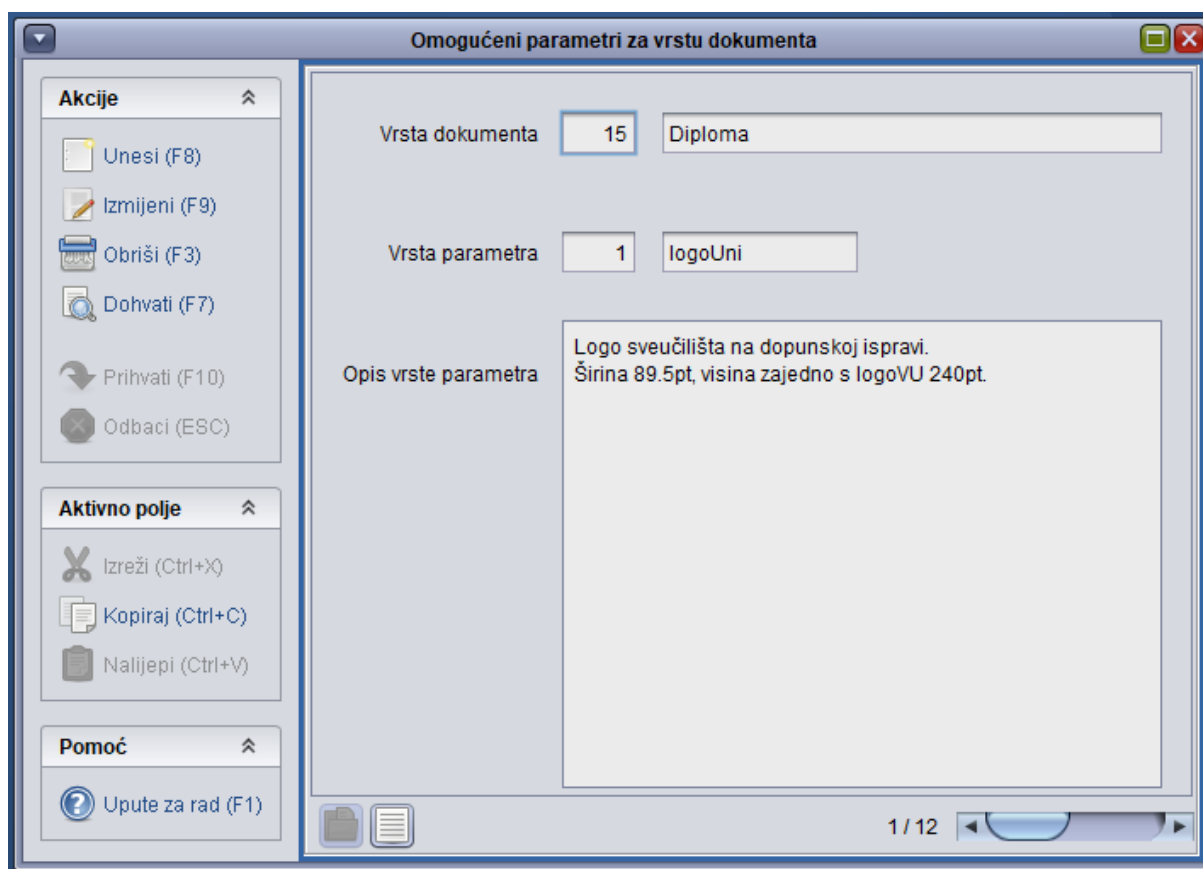 Omogućeni parametri za vrstu dokumenta
Akcije
Unesi (F8)
Izmijeni (F9)
Obriši (F3)
Dohvati (F7)
Prihvati (F10)
Odbaci (ESC)
Aktivno polje
Izreži (Ctrl+X)
Kopiraj (Ctrl+C)
Nalijepi (Ctrl+V)
Pomoć
Upute za rad (F1)
Vrsta dokumenta 15 Diploma
Vrsta parametra 1 logoUni
Opis vrste parametra
Logo sveučilišta na dopunskoj ispravi.
Širina 89.5pt, visina zajedno s logoVU 240pt.
1 / 12